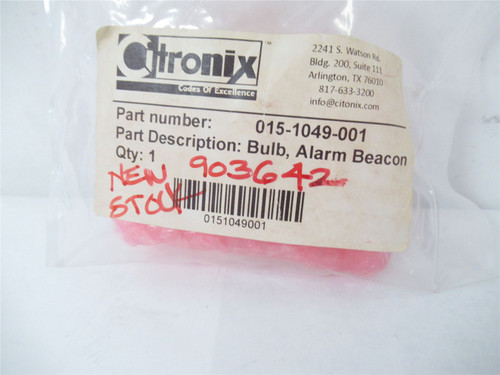 Citronix™
Codes Of Excellence
2241 S. Watson Rd.
Bldg. 200, Suite 111
Arlington, TX 76010
817-633-3200
info@citonix.com
Part number: 015-1049-001
Part Description: Bulb, Alarm Beacon
Qty: 1
NEW 903642
STOCK
0151049001